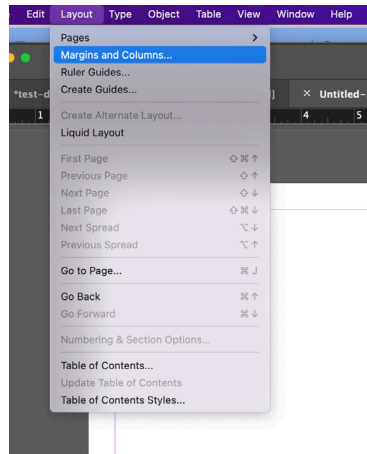 Edit Layout Type Object Table View Window Help
Pages >
Margins and Columns...
Ruler Guides...
Create Guides...
*test-d ] × Untitled-
1 4 5
Create Alternate Layout...
Liquid Layout
First Page ⇧⌘↑
Previous Page ⇧↑
Next Page ⇧↓
Last Page ⇧⌘↓
Next Spread ⌥↓
Previous Spread ⌥↑
Go to Page... ⌘J
Go Back ⌘↑
Go Forward ⌘↓
Numbering & Section Options...
Table of Contents...
Update Table of Contents
Table of Contents Styles...